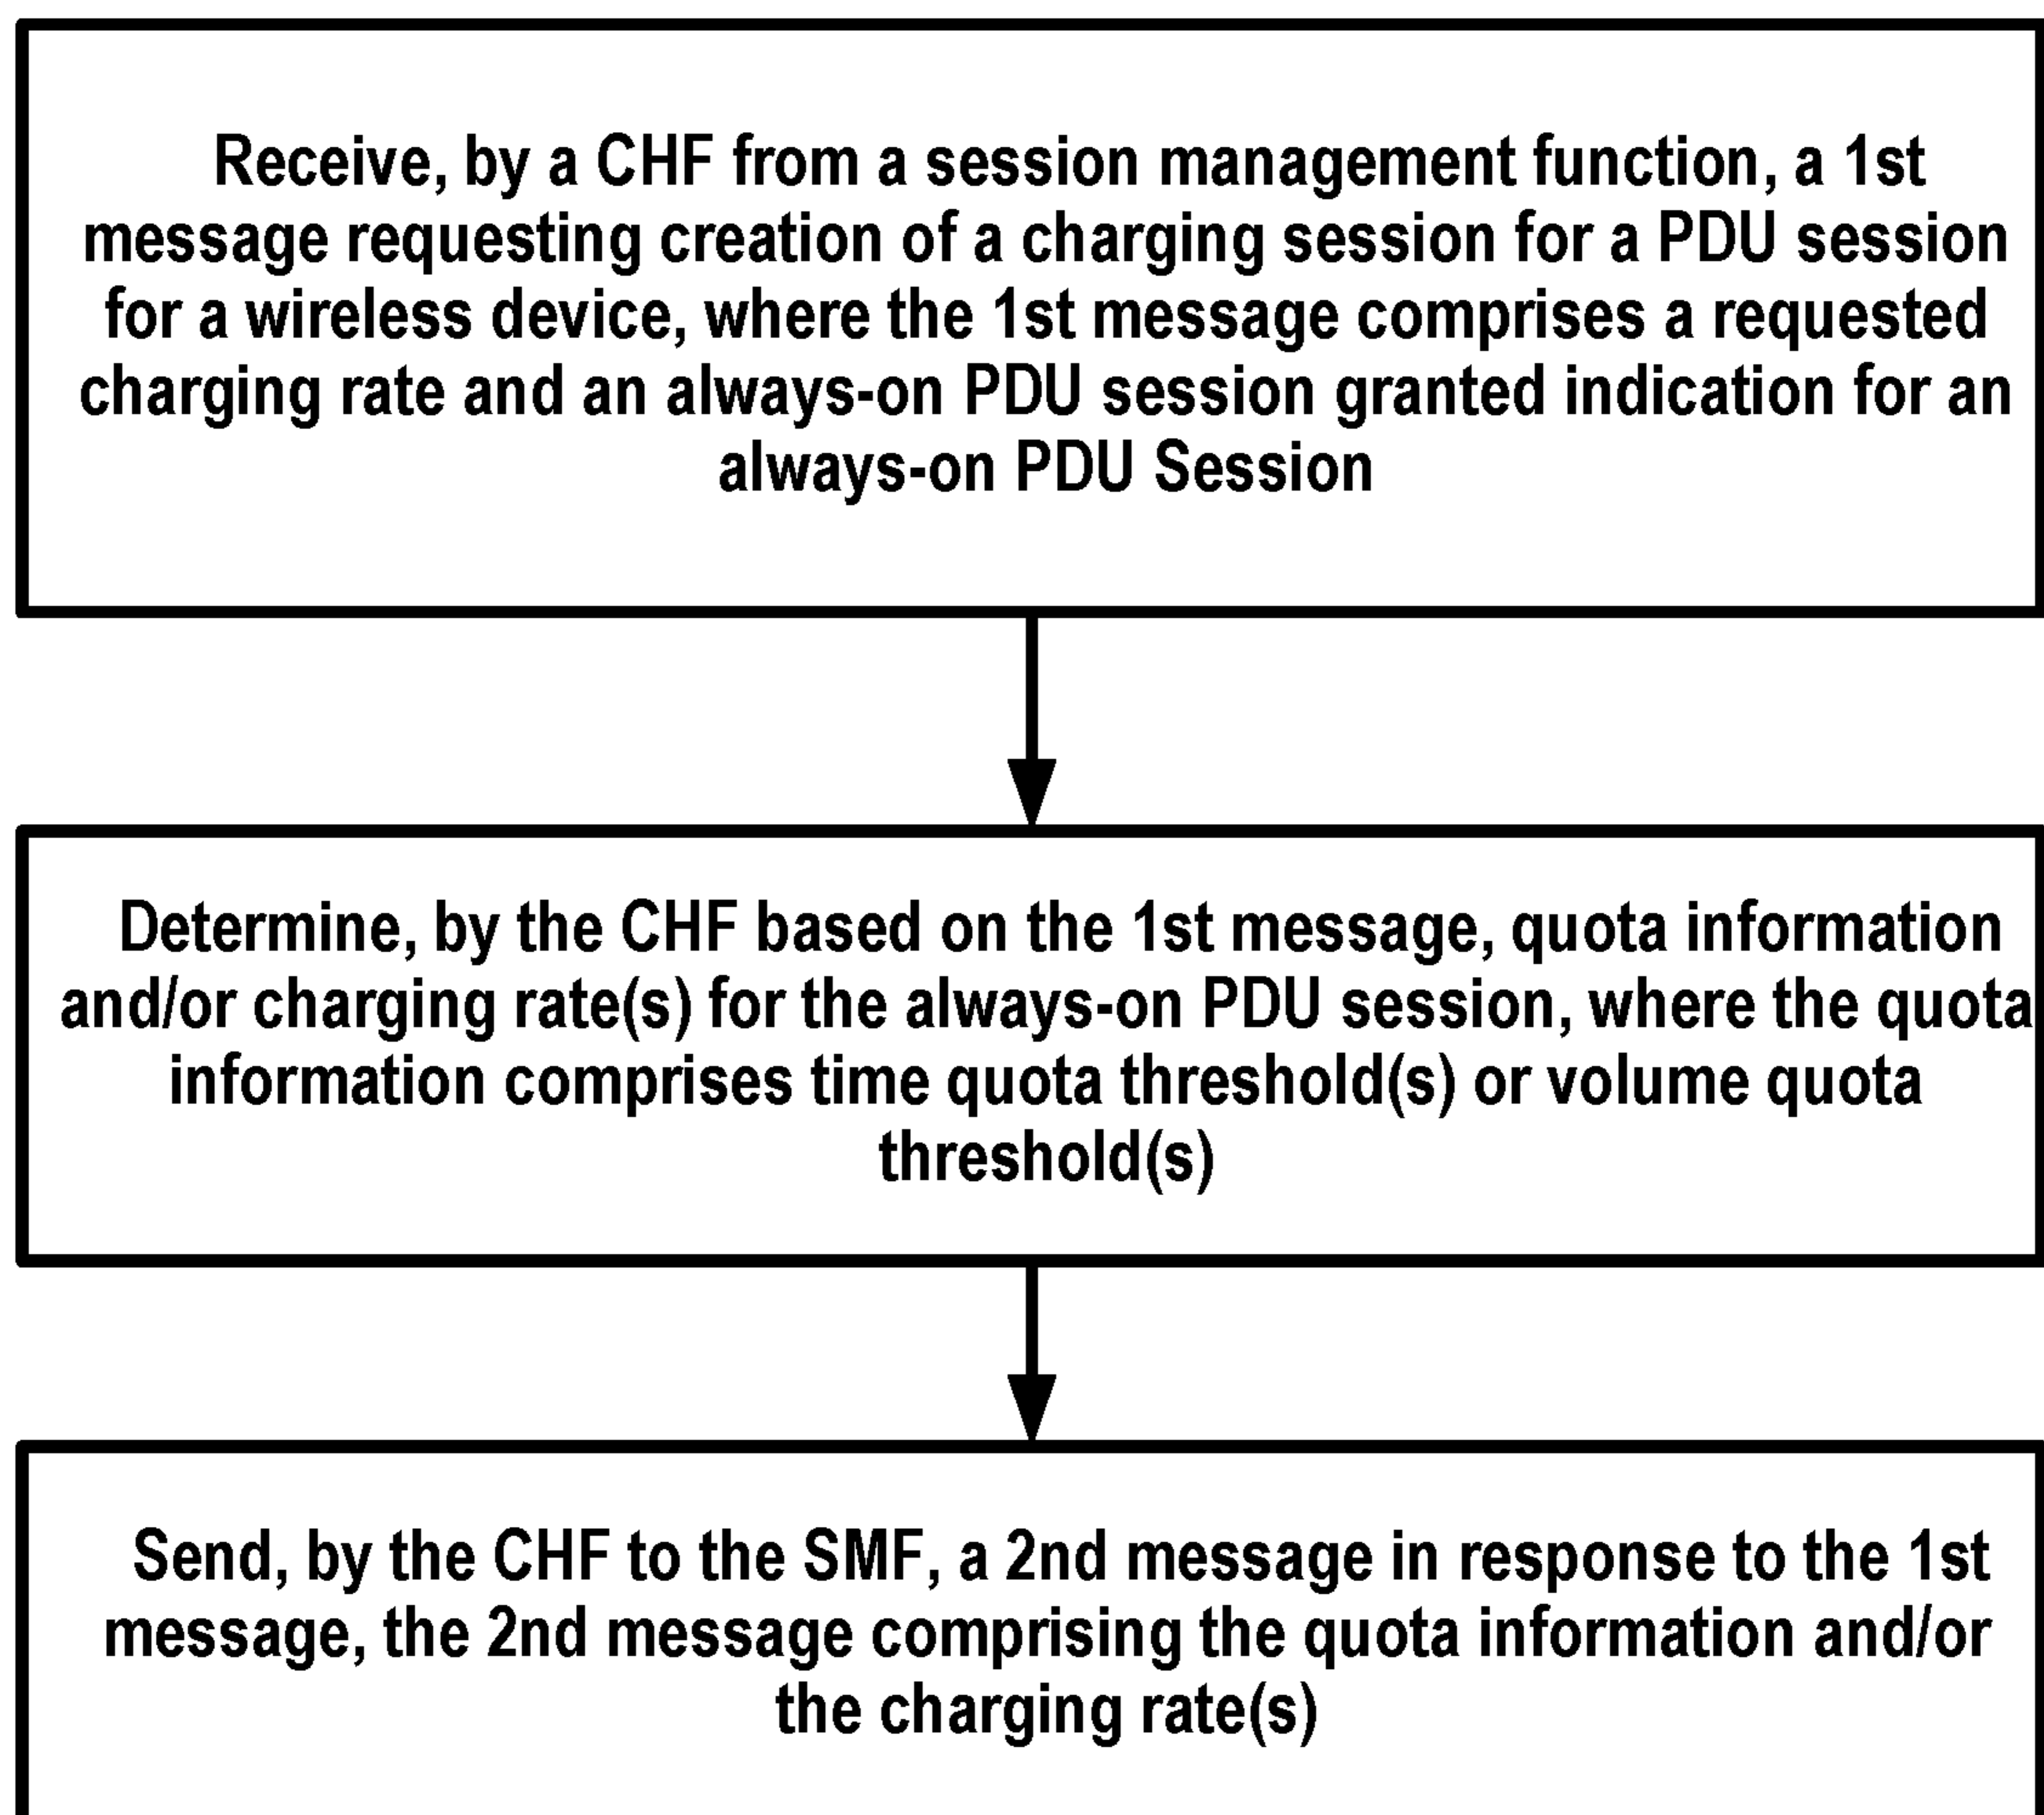 Receive, by a CHF from a session management function, a 1st
message requesting creation of a charging session for a PDU session
for a wireless device, where the 1st message comprises a requested
charging rate and an always-on PDU session granted indication for an
always-on PDU Session
Determine, by the CHF based on the 1st message, quota information
and/or charging rate(s) for the always-on PDU session, where the quota
information comprises time quota threshold(s) or volume quota
threshold(s)
Send, by the CHF to the SMF, a 2nd message in response to the 1st
message, the 2nd message comprising the quota information and/or
the charging rate(s)